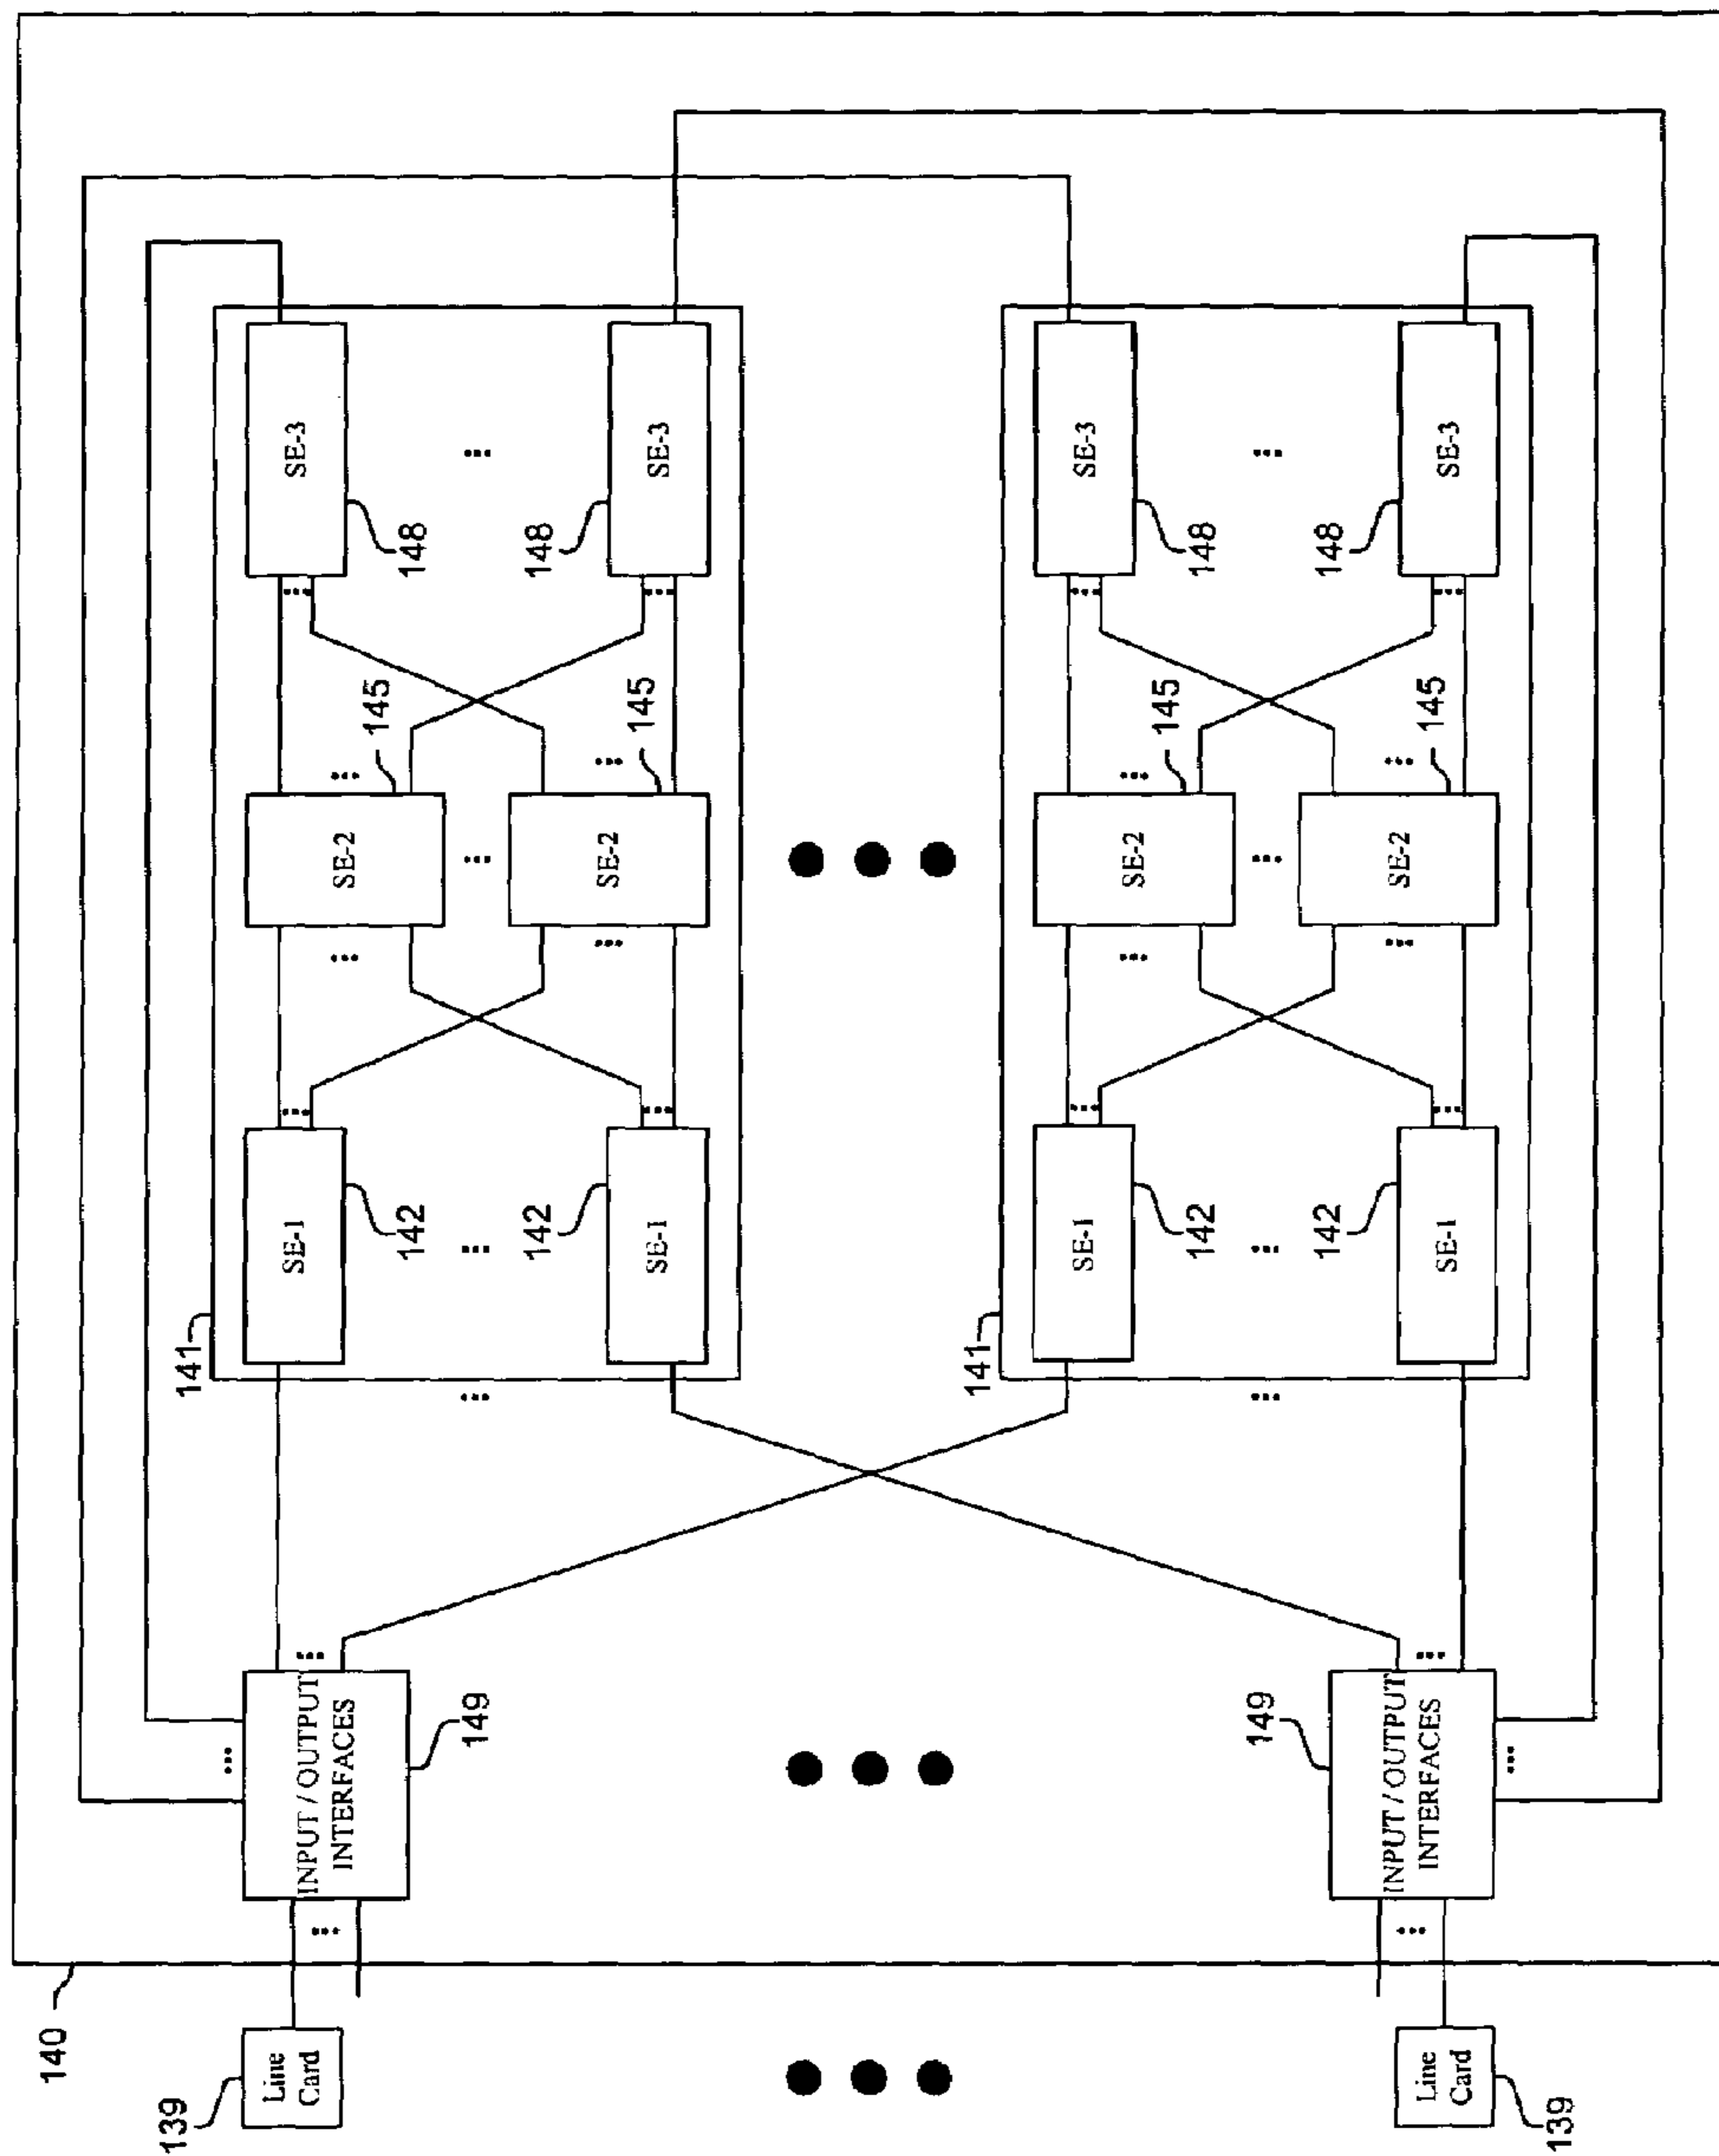 140
139
141
Line
Card
INPUT / OUTPUT
INTERFACES
SE-1
SE-2
SE-3
149
142
145
148
142
145
148
SE-1
SE-2
SE-3
141
SE-1
SE-2
SE-3
142
145
148
149
142
145
148
Line
Card
INPUT / OUTPUT
INTERFACES
SE-1
SE-2
SE-3
139